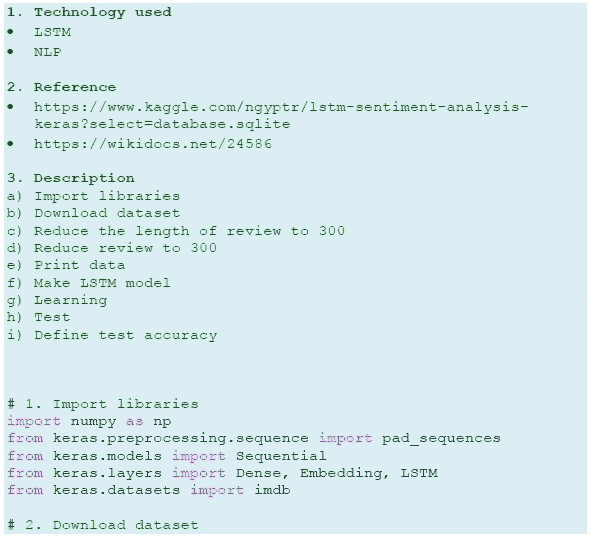 1. Technology used
• LSTM
• NLP
2. Reference
• https://www.kaggle.com/ngyptr/lstm-sentiment-analysis-
keras?select=database.sqlite
• https://wikidocs.net/24586
3. Description
a) Import libraries
b) Download dataset
c) Reduce the length of review to 300
d) Reduce review to 300
e) Print data
f) Make LSTM model
g) Learning
h) Test
i) Define test accuracy
# 1. Import libraries
import numpy as np
from keras.preprocessing.sequence import pad_sequences
from keras.models import Sequential
from keras.layers import Dense, Embedding, LSTM
from keras.datasets import imdb
# 2. Download dataset